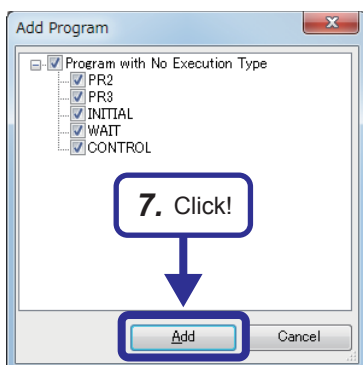 Add Program
Program with No Execution Type
PR2
PR3
INITIAL
WAIT
CONTROL
7. Click!
Add
Cancel